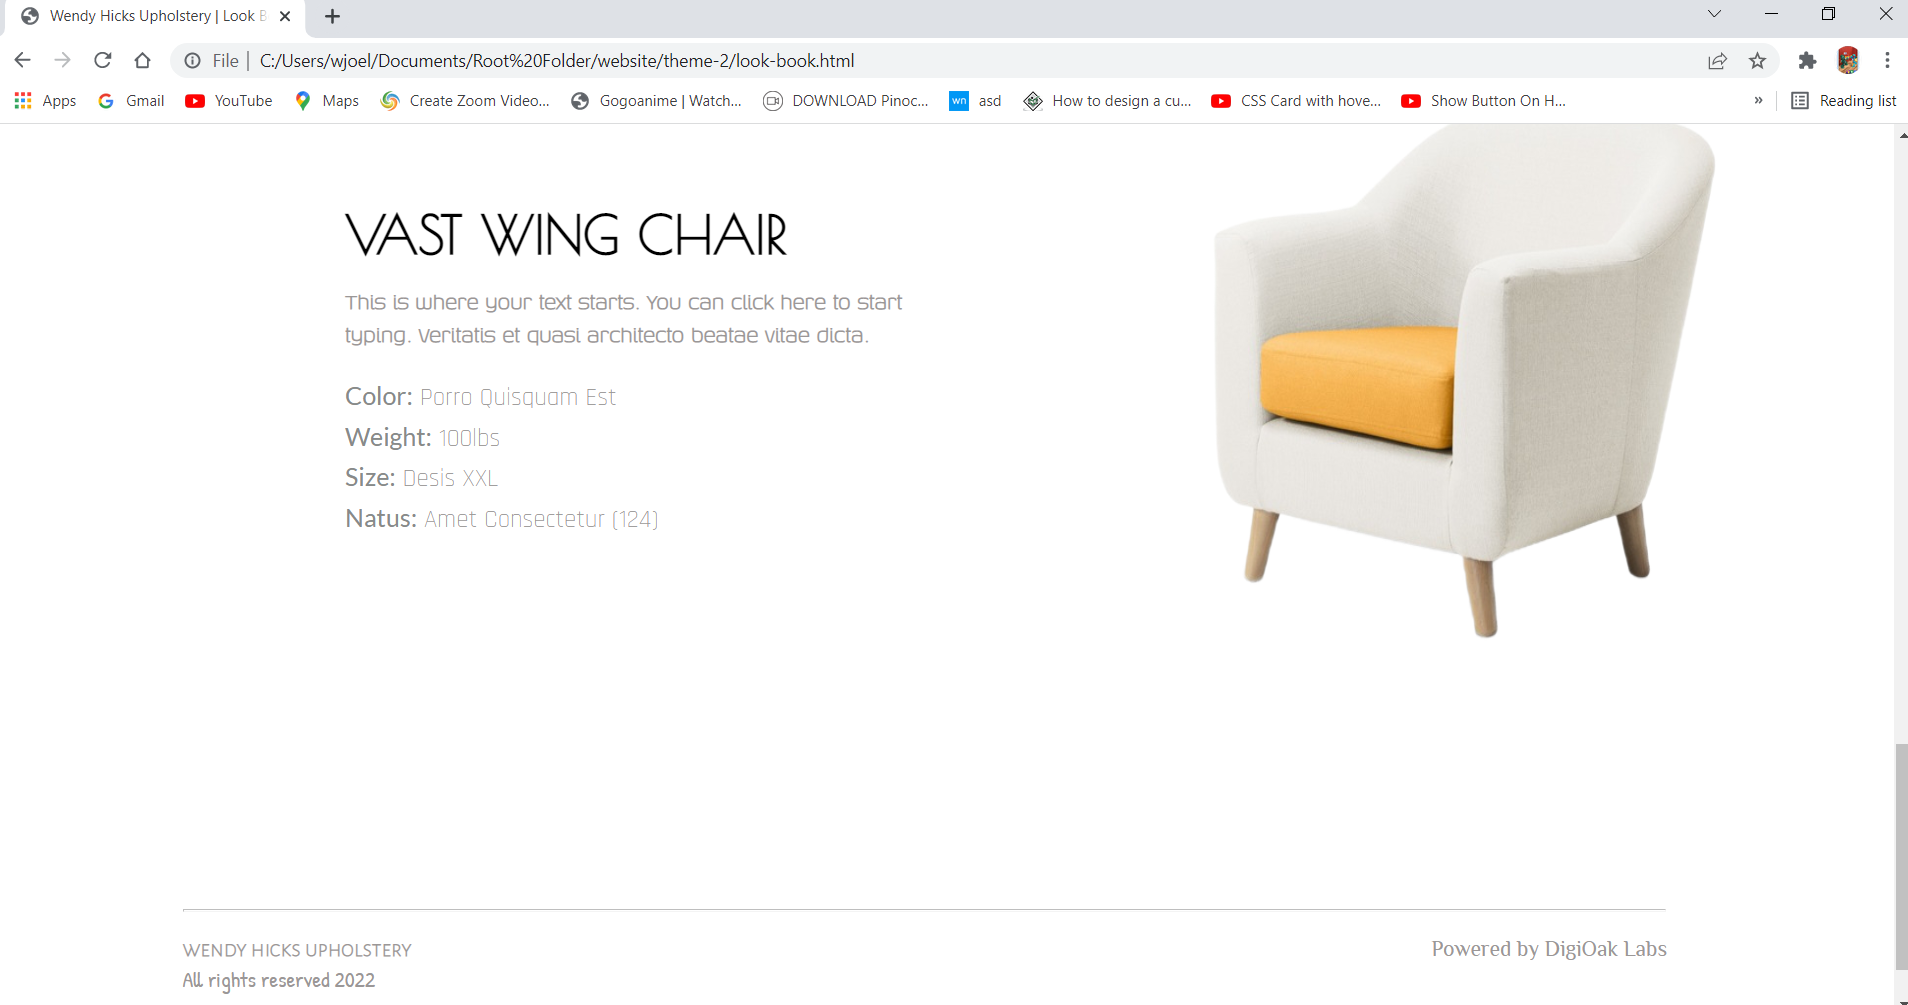 Wendy Hicks Upholstery | Look B
File | C:/Users/wjoel/Documents/Root%20Folder/website/theme-2/look-book.html
Apps Gmail YouTube Maps Create Zoom Video... Gogoanime | Watch... DOWNLOAD Pinoc... wn asd How to design a cu... CSS Card with hove... Show Button On H... » Reading list
VAST WING CHAIR
This is where your text starts. You can click here to start
typing. Veritatis et quasi architecto beatae vitae dicta.
Color: Porro Quisquam Est
Weight: 100lbs
Size: Desis XXL
Natus: Amet Consectetur (124)
WENDY HICKS UPHOLSTERY
Powered by DigiOak Labs
All rights reserved 2022